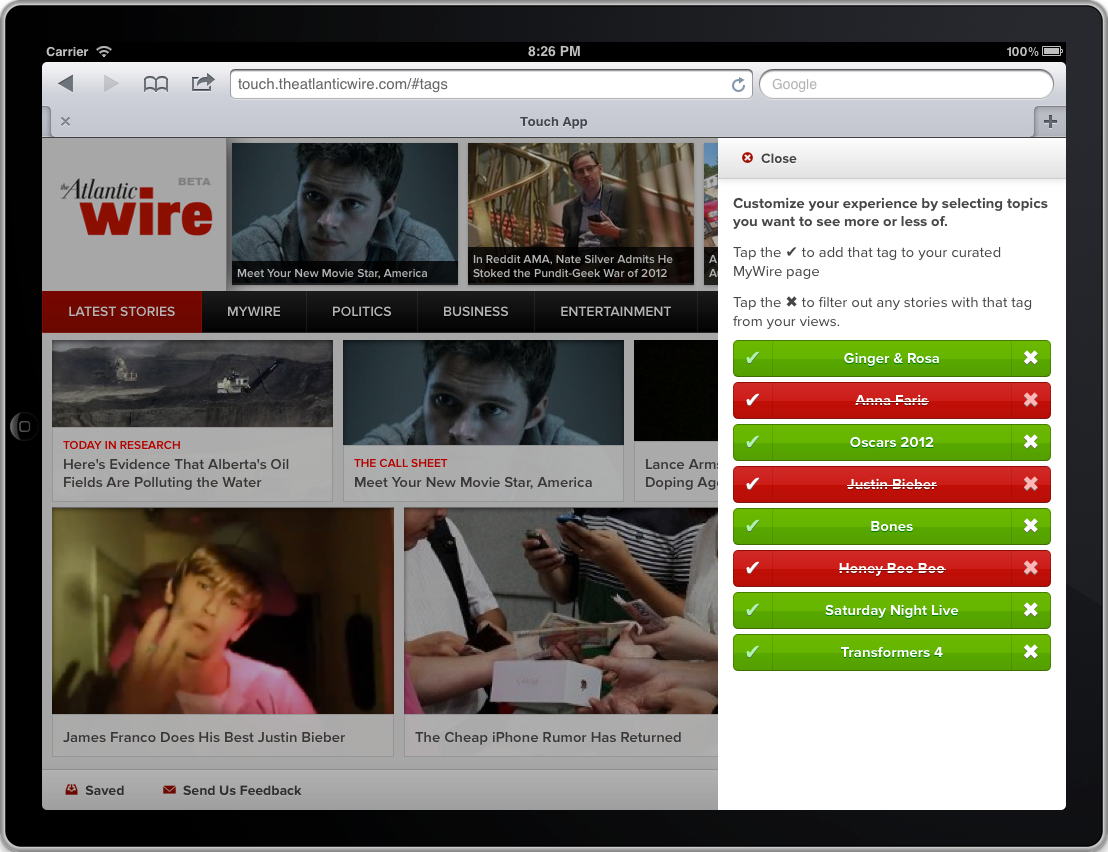 Carrier
8:26 PM
100%
touch.theatlanticwire.com/#tags
Google
Touch App
the Atlantic
wire
BETA
Meet Your New Movie Star, America
In Reddit AMA, Nate Silver Admits He
Stoked the Pundit-Geek War of 2012
A
Au
LATEST STORIES
MYWIRE
POLITICS
BUSINESS
ENTERTAINMENT
TODAY IN RESEARCH
Here's Evidence That Alberta's Oil
Fields Are Polluting the Water
THE CALL SHEET
Meet Your New Movie Star, America
Lance Arms
Doping Age
James Franco Does His Best Justin Bieber
The Cheap iPhone Rumor Has Returned
Saved
Send Us Feedback
Close
Customize your experience by selecting topics
you want to see more or less of.
Tap the ✔ to add that tag to your curated
MyWire page
Tap the ✖ to filter out any stories with that tag
from your views.
✔ Ginger & Rosa ✖
✔ Anna Faris ✖
✔ Oscars 2012 ✖
✔ Justin Bieber ✖
✔ Bones ✖
✔ Honey Boo Boo ✖
✔ Saturday Night Live ✖
✔ Transformers 4 ✖